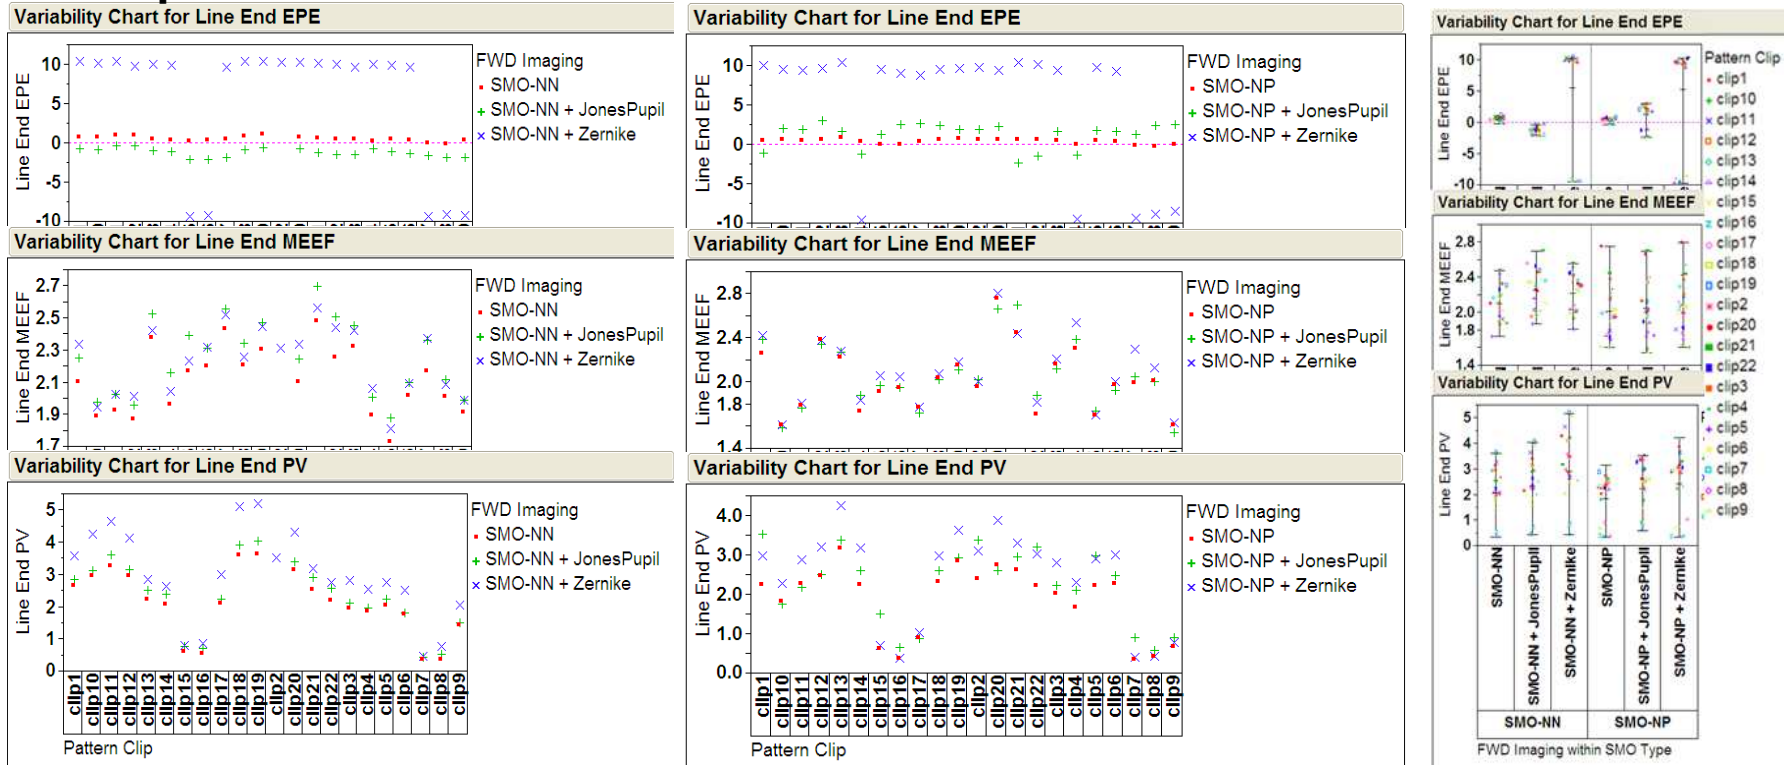 Variability Chart for Line End EPE
Line End EPE
10
5
0
-5
-10
FWD Imaging
SMO-NN
SMO-NN + JonesPupil
SMO-NN + Zernike
Variability Chart for Line End MEEF
Line End MEEF
2.7
2.5
2.3
2.1
1.9
1.7
FWD Imaging
SMO-NN
SMO-NN + JonesPupil
SMO-NN + Zernike
Variability Chart for Line End PV
Line End PV
5
4
3
2
1
0
FWD Imaging
SMO-NN
SMO-NN + JonesPupil
SMO-NN + Zernike
clip1
clip10
clip11
clip12
clip13
clip14
clip15
clip16
clip17
clip18
clip19
clip2
clip20
clip21
clip22
clip3
clip4
clip5
clip6
clip7
clip8
clip9
Pattern Clip
Variability Chart for Line End EPE
Line End EPE
10
5
0
-5
-10
FWD Imaging
SMO-NP
SMO-NP + JonesPupil
SMO-NP + Zernike
Variability Chart for Line End MEEF
Line End MEEF
2.8
2.4
2.0
1.8
1.4
FWD Imaging
SMO-NP
SMO-NP + JonesPupil
SMO-NP + Zernike
Variability Chart for Line End PV
Line End PV
4.0
3.0
2.0
1.0
0.0
FWD Imaging
SMO-NP
SMO-NP + JonesPupil
SMO-NP + Zernike
clip1
clip10
clip11
clip12
clip13
clip14
clip15
clip16
clip17
clip18
clip19
clip2
clip20
clip21
clip22
clip3
clip4
clip5
clip6
clip7
clip8
clip9
Pattern Clip
Variability Chart for Line End EPE
Line End EPE
10
5
0
-5
-10
Variability Chart for Line End MEEF
Line End MEEF
2.8
2.4
2.0
1.8
1.4
Variability Chart for Line End PV
Line End PV
5
4
3
2
1
0
SMO-NN
SMO-NN + JonesPupil
SMO-NN + Zernike
SMO-NP
SMO-NP + JonesPupil
SMO-NP + Zernike
SMO-NN
SMO-NP
FWD Imaging within SMO Type
Pattern Clip
clip1
clip10
clip11
clip12
clip13
clip14
clip15
clip16
clip17
clip18
clip19
clip2
clip20
clip21
clip22
clip3
clip4
clip5
clip6
clip7
clip8
clip9